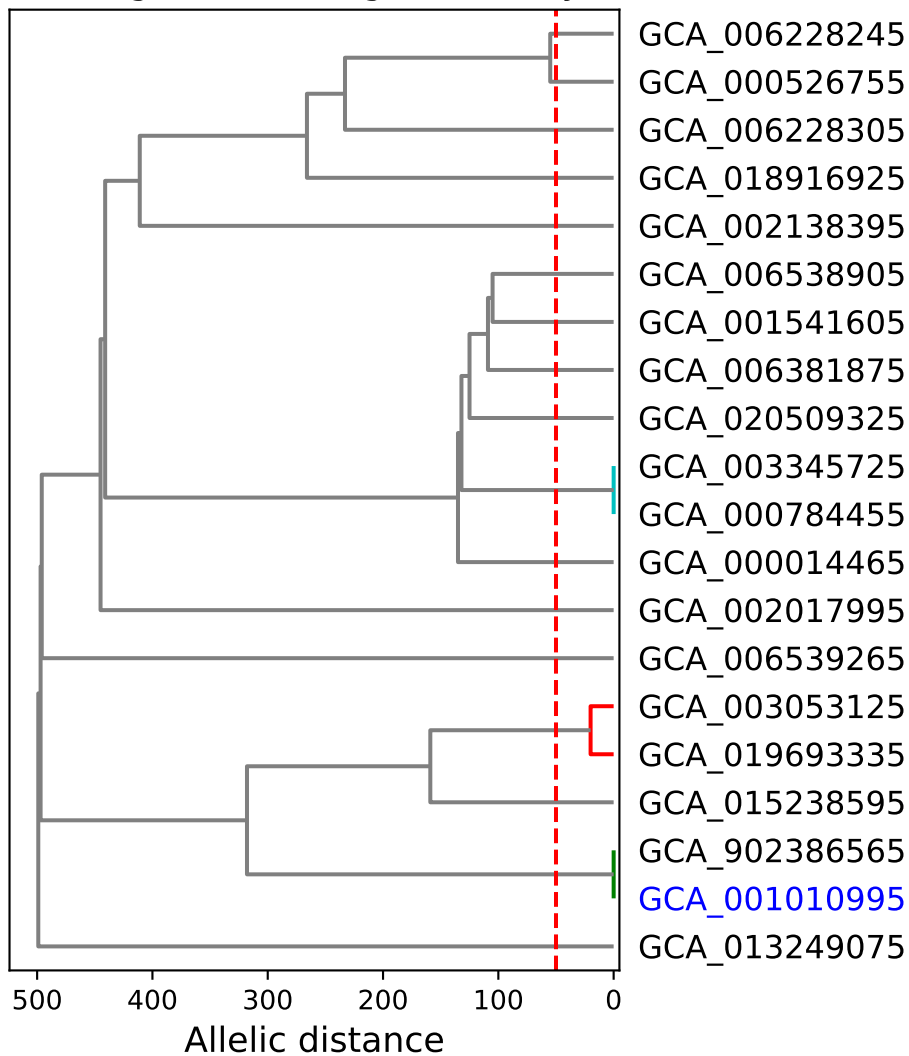 GCA_006228245
GCA_000526755
GCA_006228305
GCA_018916925
GCA_002138395
GCA_006538905
GCA_001541605
GCA_006381875
GCA_020509325
GCA_003345725
GCA_000784455
GCA_000014465
GCA_002017995
GCA_006539265
GCA_003053125
GCA_019693335
GCA_015238595
GCA_902386565
GCA_001010995
GCA_013249075
500 400 300 200 100 0
Allelic distance